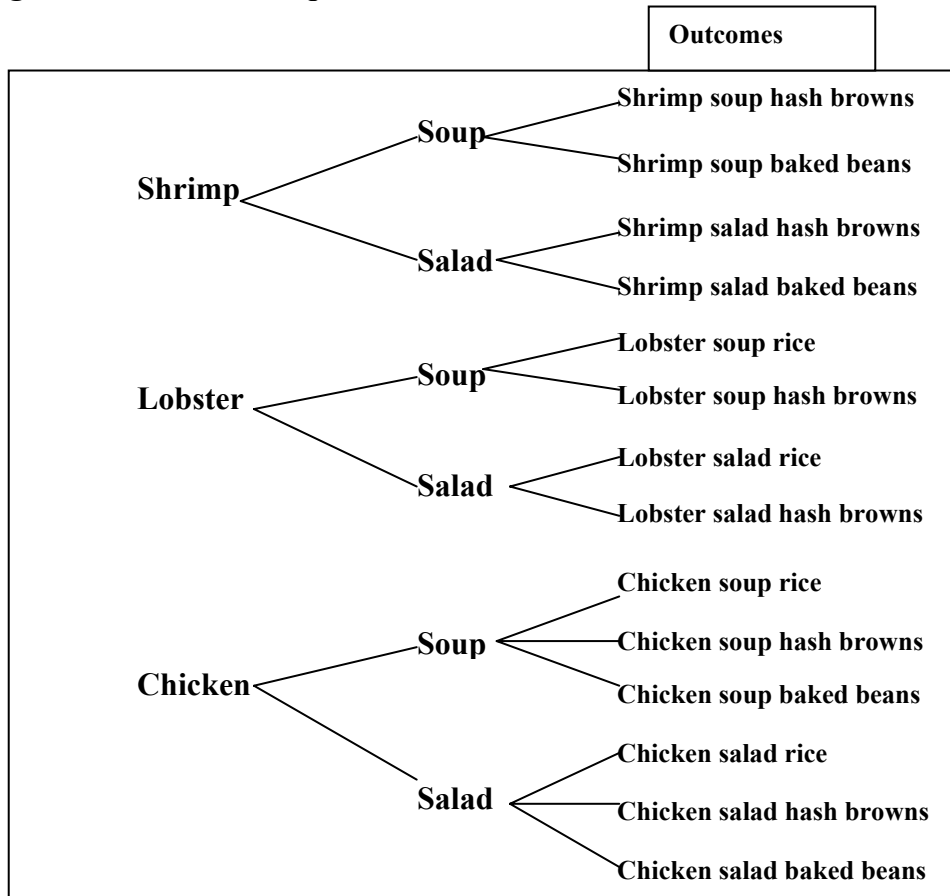 Outcomes
Shrimp soup hash browns
Soup
Shrimp soup baked beans
Shrimp
Shrimp salad hash browns
Salad
Shrimp salad baked beans
Lobster soup rice
Soup
Lobster soup hash browns
Lobster
Lobster salad rice
Salad
Lobster salad hash browns
Chicken soup rice
Soup
Chicken soup hash browns
Chicken
Chicken soup baked beans
Chicken salad rice
Salad
Chicken salad hash browns
Chicken salad baked beans